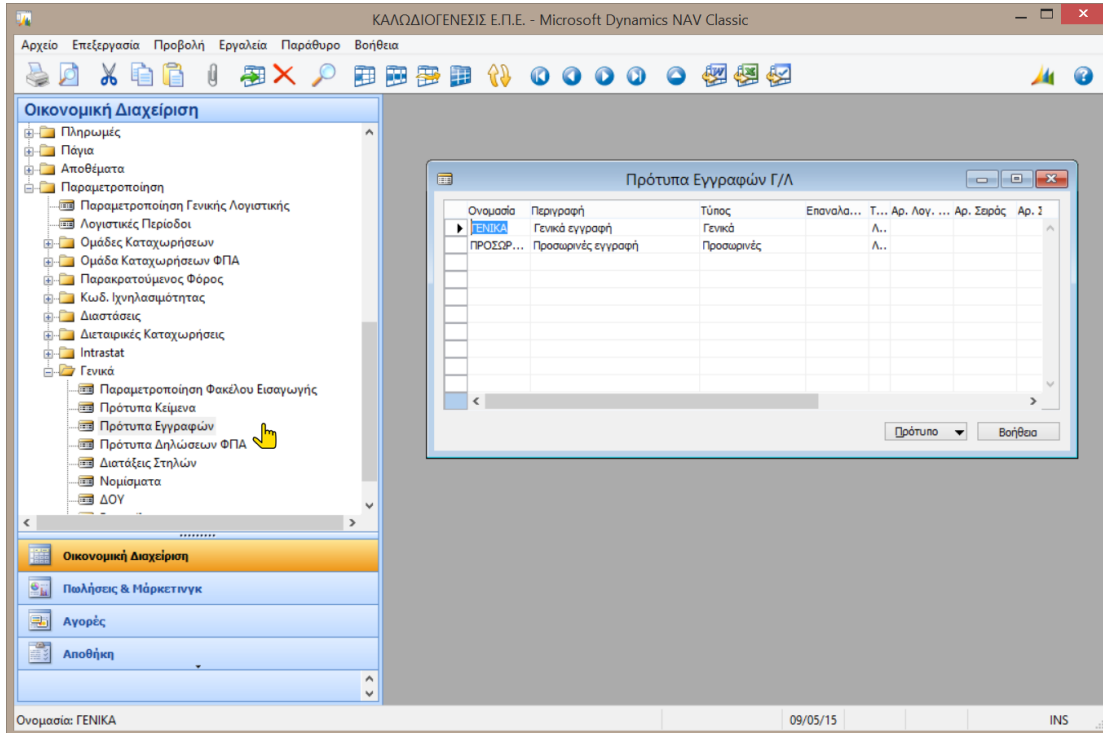 ΚΑΛΩΔΙΟΓΕΝΕΣΙΣ Ε.Π.Ε. - Microsoft Dynamics NAV Classic
Αρχείο Επεξεργασία Προβολή Εργαλεία Παράθυρο Βοήθεια
Οικονομική Διαχείριση
Πληρωμές
Πάγια
Αποθέματα
Παραμετροποίηση
Παραμετροποίηση Γενικής Λογιστικής
Λογιστικές Περίοδοι
Ομάδες Καταχωρήσεων
Ομάδα Καταχωρήσεων ΦΠΑ
Παρακρατούμενος Φόρος
Κωδ. Ιχνηλασιμότητας
Διαστάσεις
Διεταιρικές Καταχωρήσεις
Intrastat
Γενικά
Παραμετροποίηση Φακέλου Εισαγωγής
Πρότυπα Κείμενα
Πρότυπα Εγγραφών
Πρότυπα Δηλώσεων ΦΠΑ
Διατάξεις Στηλών
Νομίσματα
ΔΟΥ
Οικονομική Διαχείριση
Πωλήσεις & Μάρκετινγκ
Αγορές
Αποθήκη
Πρότυπα Εγγραφών Γ/Λ
Ονομασία Περιγραφή Τύπος Επαναλα... Τ... Αρ. Λογ. ... Αρ. Σειράς Αρ. Σ
ΓΕΝΙΚΑ Γενικά εγγραφή Γενικά Λ..
ΠΡΟΣΩΡ... Προσωρινές εγγραφή Προσωρινές Λ..
Πρότυπο Βοήθεια
Ονομασία: ΓΕΝΙΚΑ 09/05/15 INS